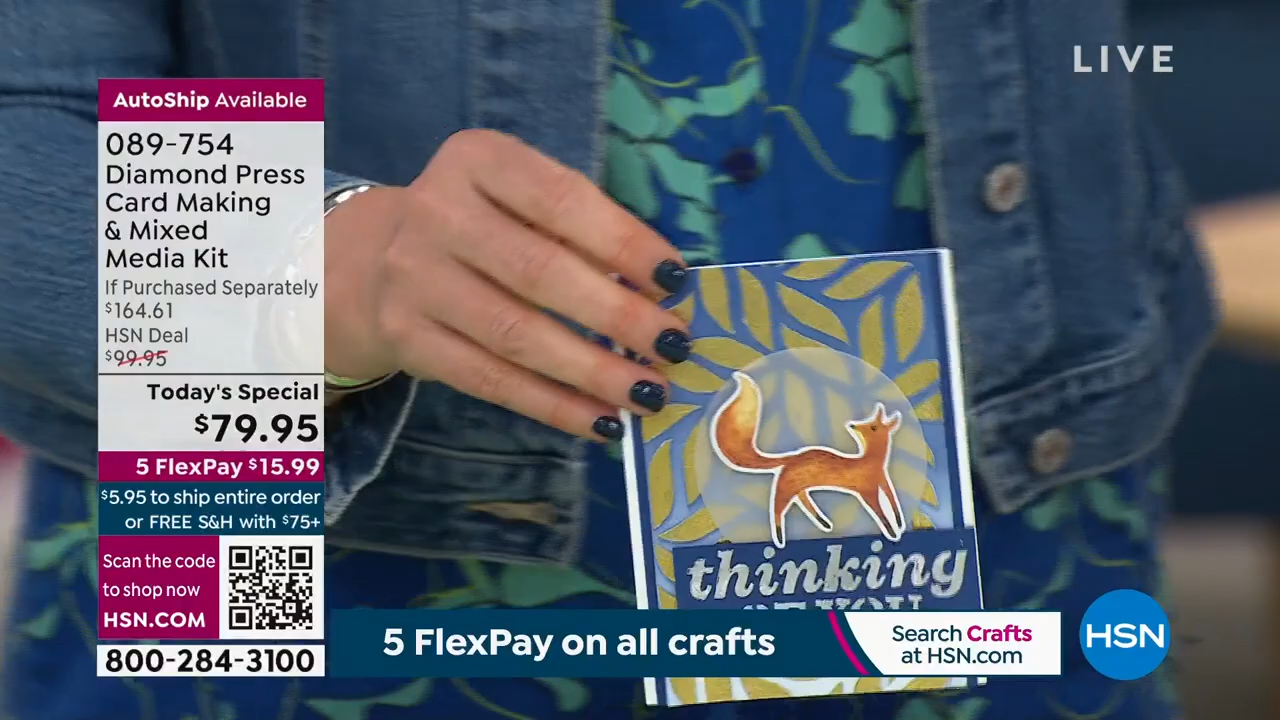 LIVE
AutoShip Available
089-754
Diamond Press
Card Making
& Mixed
Media Kit
If Purchased Separately
$164.61
HSN Deal
$99.95
Today's Special
$79.95
5 FlexPay $15.99
$5.95 to ship entire order
or FREE S&H with $75+
Scan the code
to shop now
HSN.COM
800-284-3100
thinking
OF YOU
5 FlexPay on all crafts
Search Crafts
at HSN.com
HSN